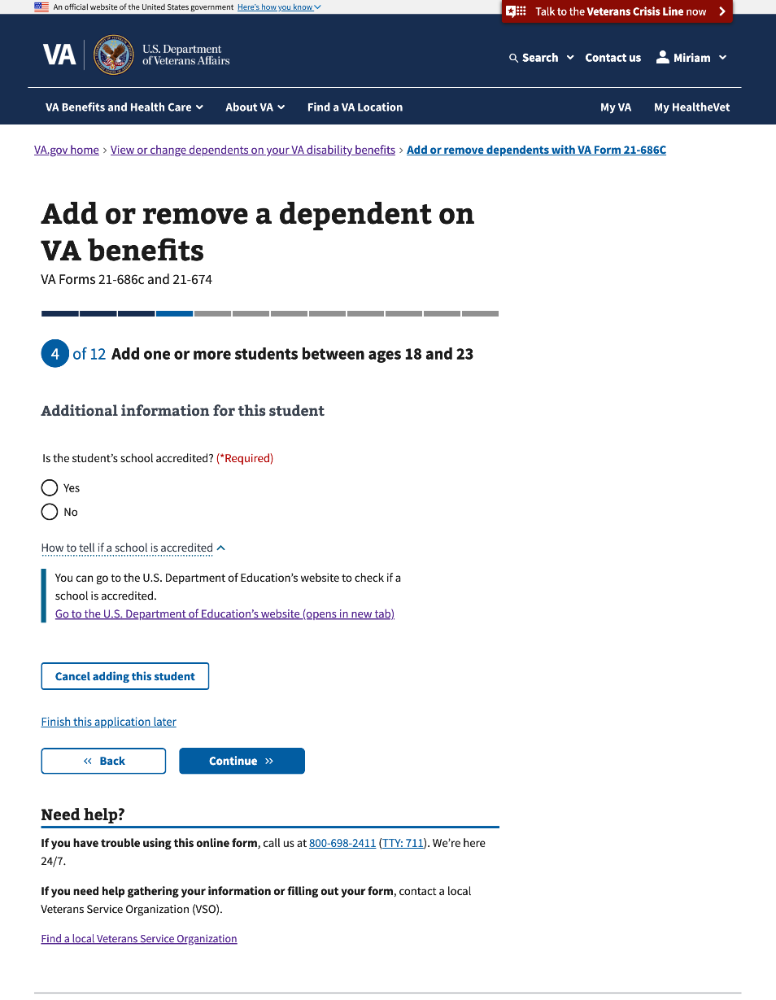 An official website of the United States government Here's how you know
Talk to the Veterans Crisis Line now
VA
U.S. Department
of Veterans Affairs
Search
Contact us
Miriam
VA Benefits and Health Care
About VA
Find a VA Location
My VA
My HealtheVet
VA.gov home › View or change dependents on your VA disability benefits › Add or remove dependents with VA Form 21-686C
Add or remove a dependent on
VA benefits
VA Forms 21-686c and 21-674
4 of 12 Add one or more students between ages 18 and 23
Additional information for this student
Is the student’s school accredited? (*Required)
Yes
No
How to tell if a school is accredited
You can go to the U.S. Department of Education’s website to check if a
school is accredited.
Go to the U.S. Department of Education’s website (opens in new tab)
Cancel adding this student
Finish this application later
« Back
Continue »
Need help?
If you have trouble using this online form, call us at 800-698-2411 (TTY: 711). We’re here
24/7.
If you need help gathering your information or filling out your form, contact a local
Veterans Service Organization (VSO).
Find a local Veterans Service Organization